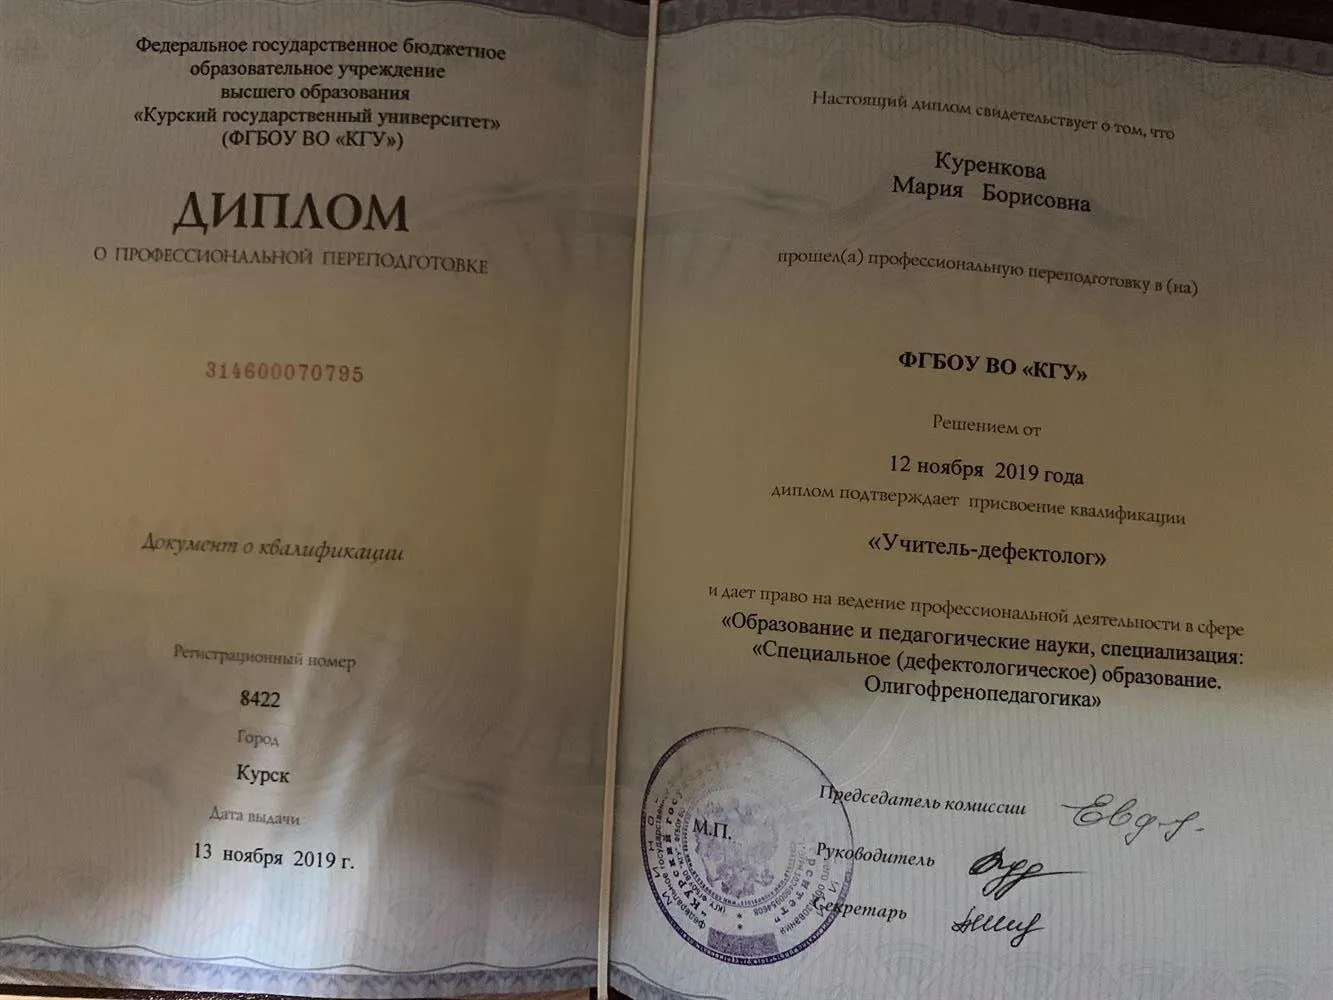 Федеральное государственное бюджетное
образовательное учреждение
высшего образования
«Курский государственный университет»
(ФГБОУ ВО «КГУ»)
ДИПЛОМ
О ПРОФЕССИОНАЛЬНОЙ ПЕРЕПОДГОТОВКЕ
314600070795
Документ о квалификации
Регистрационный номер
8422
Город
Курск
Дата выдачи
13 ноября 2019 г.
Настоящий диплом свидетельствует о том, что
Куренкова
Мария Борисовна
прошел(а) профессиональную переподготовку в (на)
ФГБОУ ВО «КГУ»
Решением от
12 ноября 2019 года
диплом подтверждает присвоение квалификации
«Учитель-дефектолог»
и дает право на ведение профессиональной деятельности в сфере
«Образование и педагогические науки, специализация:
«Специальное (дефектологическое) образование.
Олигофренопедагогика»
Председатель комиссии
М.П.
Руководитель
Секретарь